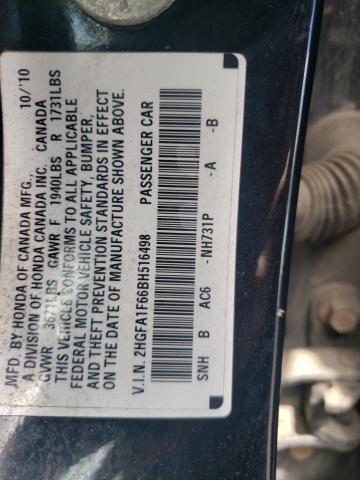 MFD. BY HONDA OF CANADA MFG. 10/'10
A DIVISION OF HONDA CANADA INC. CANADA
GVWR 3671LBS GAWR F 1940LBS R 1731LBS
THIS VEHICLE CONFORMS TO ALL APPLICABLE
FEDERAL MOTOR VEHICLE SAFETY, BUMPER,
AND THEFT PREVENTION STANDARDS IN EFFECT
ON THE DATE OF MANUFACTURE SHOWN ABOVE.
V.I.N. 2HGFA1F66BH516498 PASSENGER CAR
SNH B AC6 -NH731P -A -B